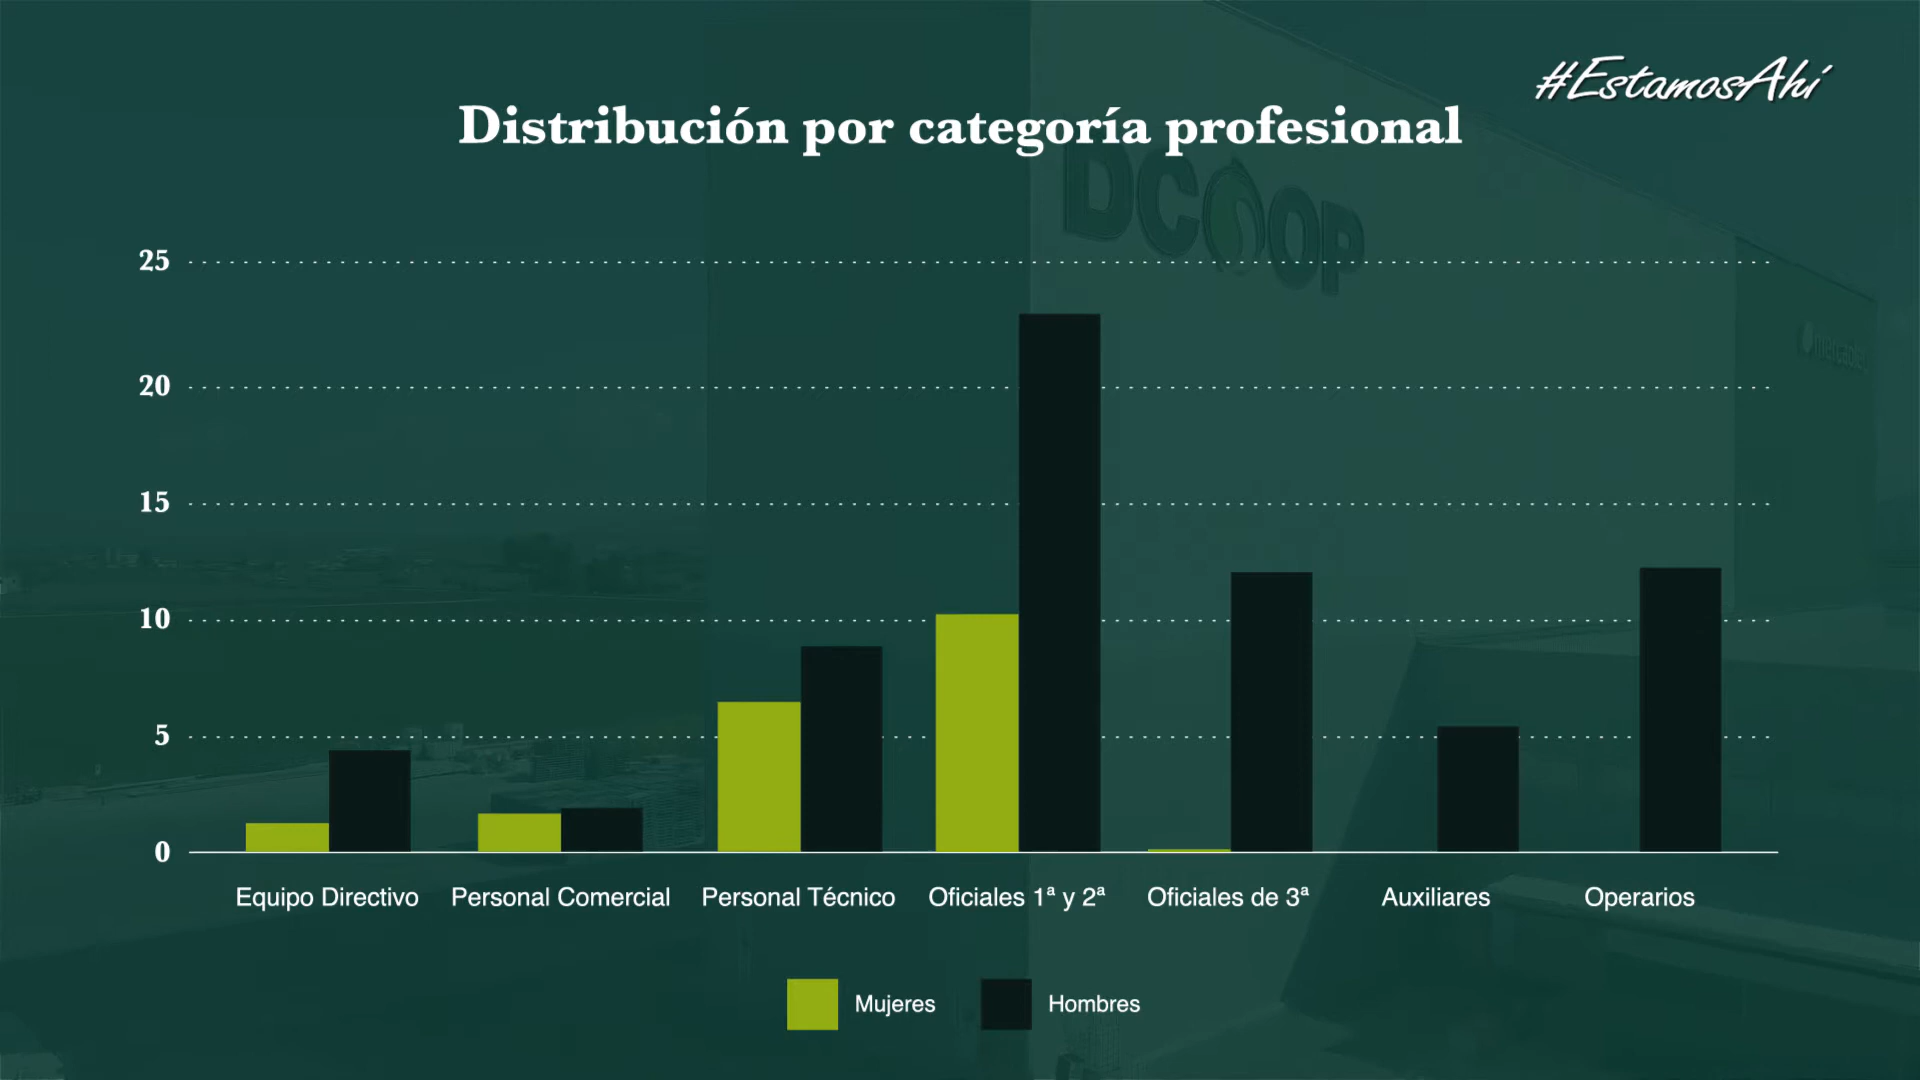 #EstamosAhí
Distribución por categoría profesional
DCOOP
25
20
15
10
5
0
Equipo Directivo
Personal Comercial
Personal Técnico
Oficiales 1ª y 2ª
Oficiales de 3ª
Auxiliares
Operarios
Mujeres
Hombres